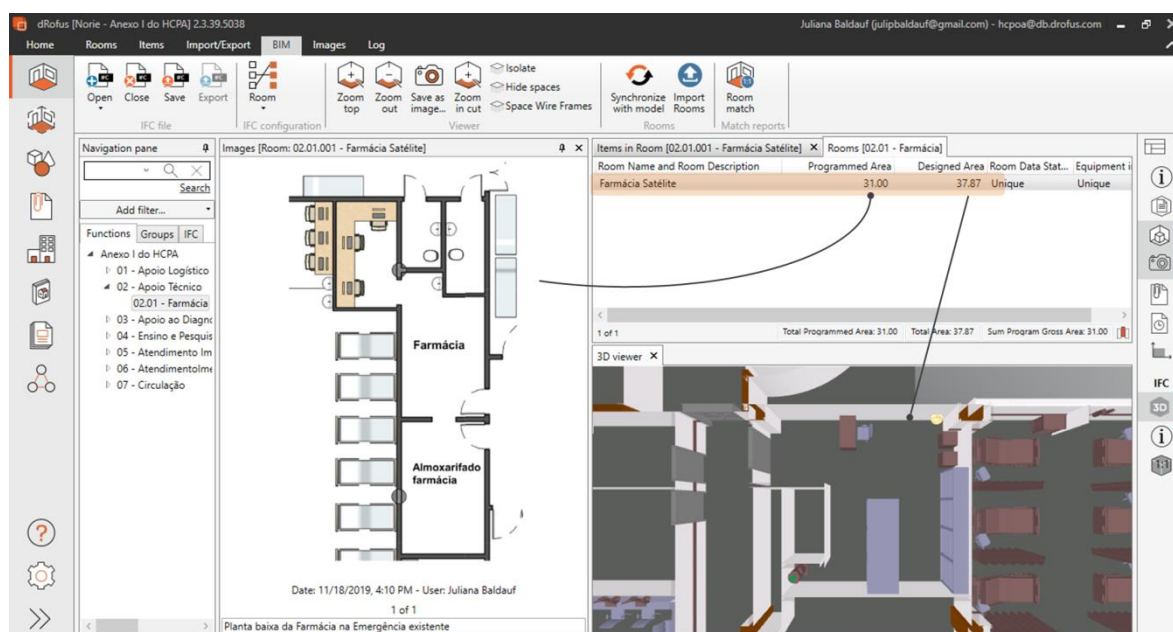 dRofus [Norie - Anexo I do HCPA] 2.3.39.5038
Juliana Baldauf (julipbaldauf@gmail.com) - hcpoa@db.drofus.com
Home Rooms Items Import/Export BIM Images Log
Open Close Save Export
IFC file
Room
IFC configuration
Zoom top
Zoom out
Save as image...
Zoom in cut
Isolate
Hide spaces
Space Wire Frames
Viewer
Synchronize with model
Import Rooms
Rooms
Room match
Match reports
Navigation pane
Search
Add filter...
Functions Groups IFC
Anexo I do HCPA
01 - Apoio Logístico
02 - Apoio Técnico
02.01 - Farmácia
03 - Apoio ao Diagno
04 - Ensino e Pesquis
05 - Atendimento Im
06 - Atendimentolme
07 - Circulação
Images [Room: 02.01.001 - Farmácia Satélite]
Farmácia
Almoxarifado
farmácia
Date: 11/18/2019, 4:10 PM - User: Juliana Baldauf
1 of 1
Planta baixa da Farmácia na Emergência existente
Items in Room [02.01.001 - Farmácia Satélite] Rooms [02.01 - Farmácia]
Room Name and Room Description Programmed Area Designed Area Room Data Stat... Equipment i
Farmácia Satélite 31.00 37.87 Unique Unique
1 of 1 Total Programmed Area: 31.00 Total Area: 37.87 Sum Program Gross Area: 31.00
3D viewer
IFC
3D
1:1